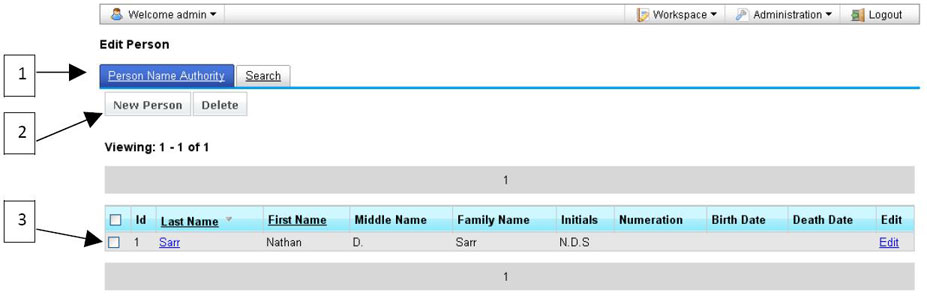 Welcome admin Workspace Administration Logout
Edit Person
1
Person Name Authority Search
New Person Delete
2
Viewing: 1 - 1 of 1
1
Id Last Name First Name Middle Name Family Name Initials Numeration Birth Date Death Date Edit
3
1 Sarr Nathan D. Sarr N.D.S Edit
1